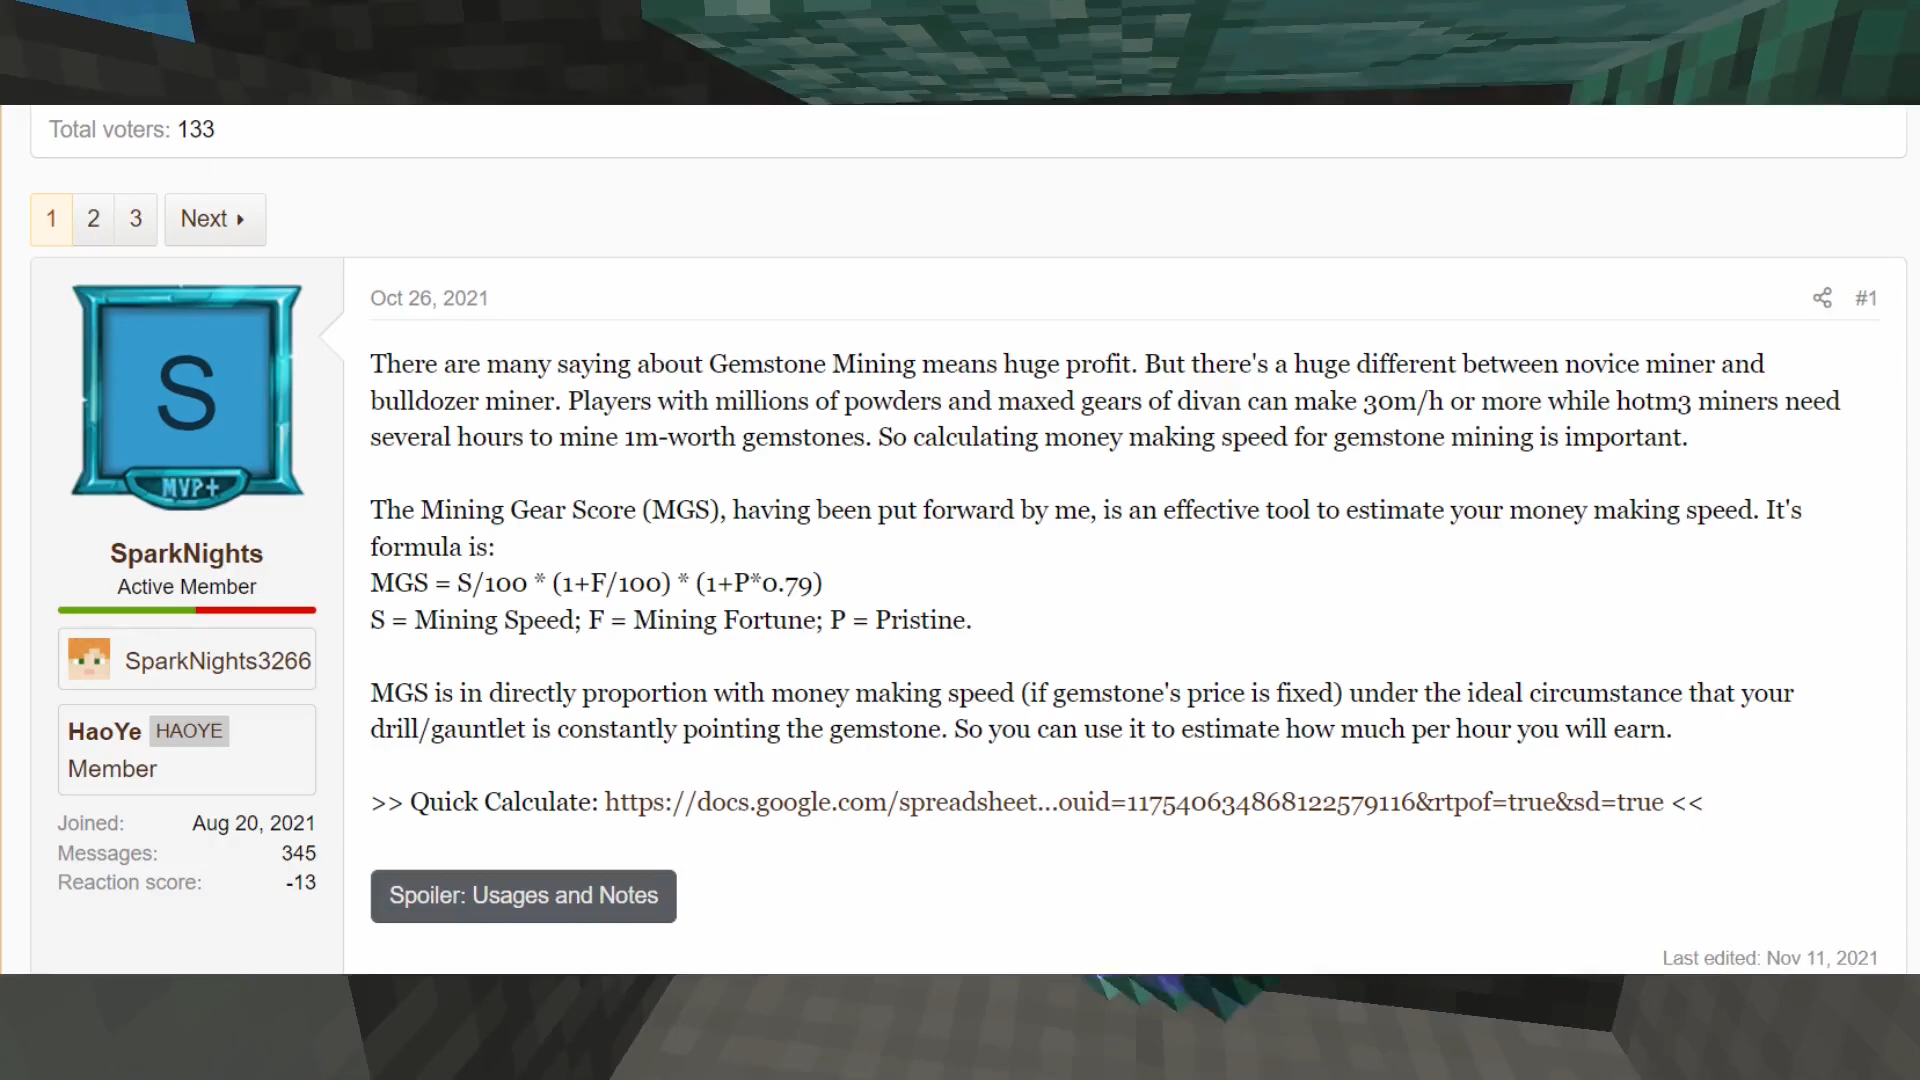 Total voters: 133
1 2 3 Next
S
MVP+
SparkNights
Active Member
SparkNights3266
HaoYe HAOYE
Member
Joined: Aug 20, 2021
Messages: 345
Reaction score: -13
Oct 26, 2021 #1
There are many saying about Gemstone Mining means huge profit. But there's a huge different between novice miner and
bulldozer miner. Players with millions of powders and maxed gears of divan can make 30m/h or more while hotm3 miners need
several hours to mine 1m-worth gemstones. So calculating money making speed for gemstone mining is important.
The Mining Gear Score (MGS), having been put forward by me, is an effective tool to estimate your money making speed. It's
formula is:
MGS = S/100 * (1+F/100) * (1+P*0.79)
S = Mining Speed; F = Mining Fortune; P = Pristine.
MGS is in directly proportion with money making speed (if gemstone's price is fixed) under the ideal circumstance that your
drill/gauntlet is constantly pointing the gemstone. So you can use it to estimate how much per hour you will earn.
>> Quick Calculate: https://docs.google.com/spreadsheet...ouid=117540634868122579116&rtpof=true&sd=true <<
Spoiler: Usages and Notes
Last edited: Nov 11, 2021